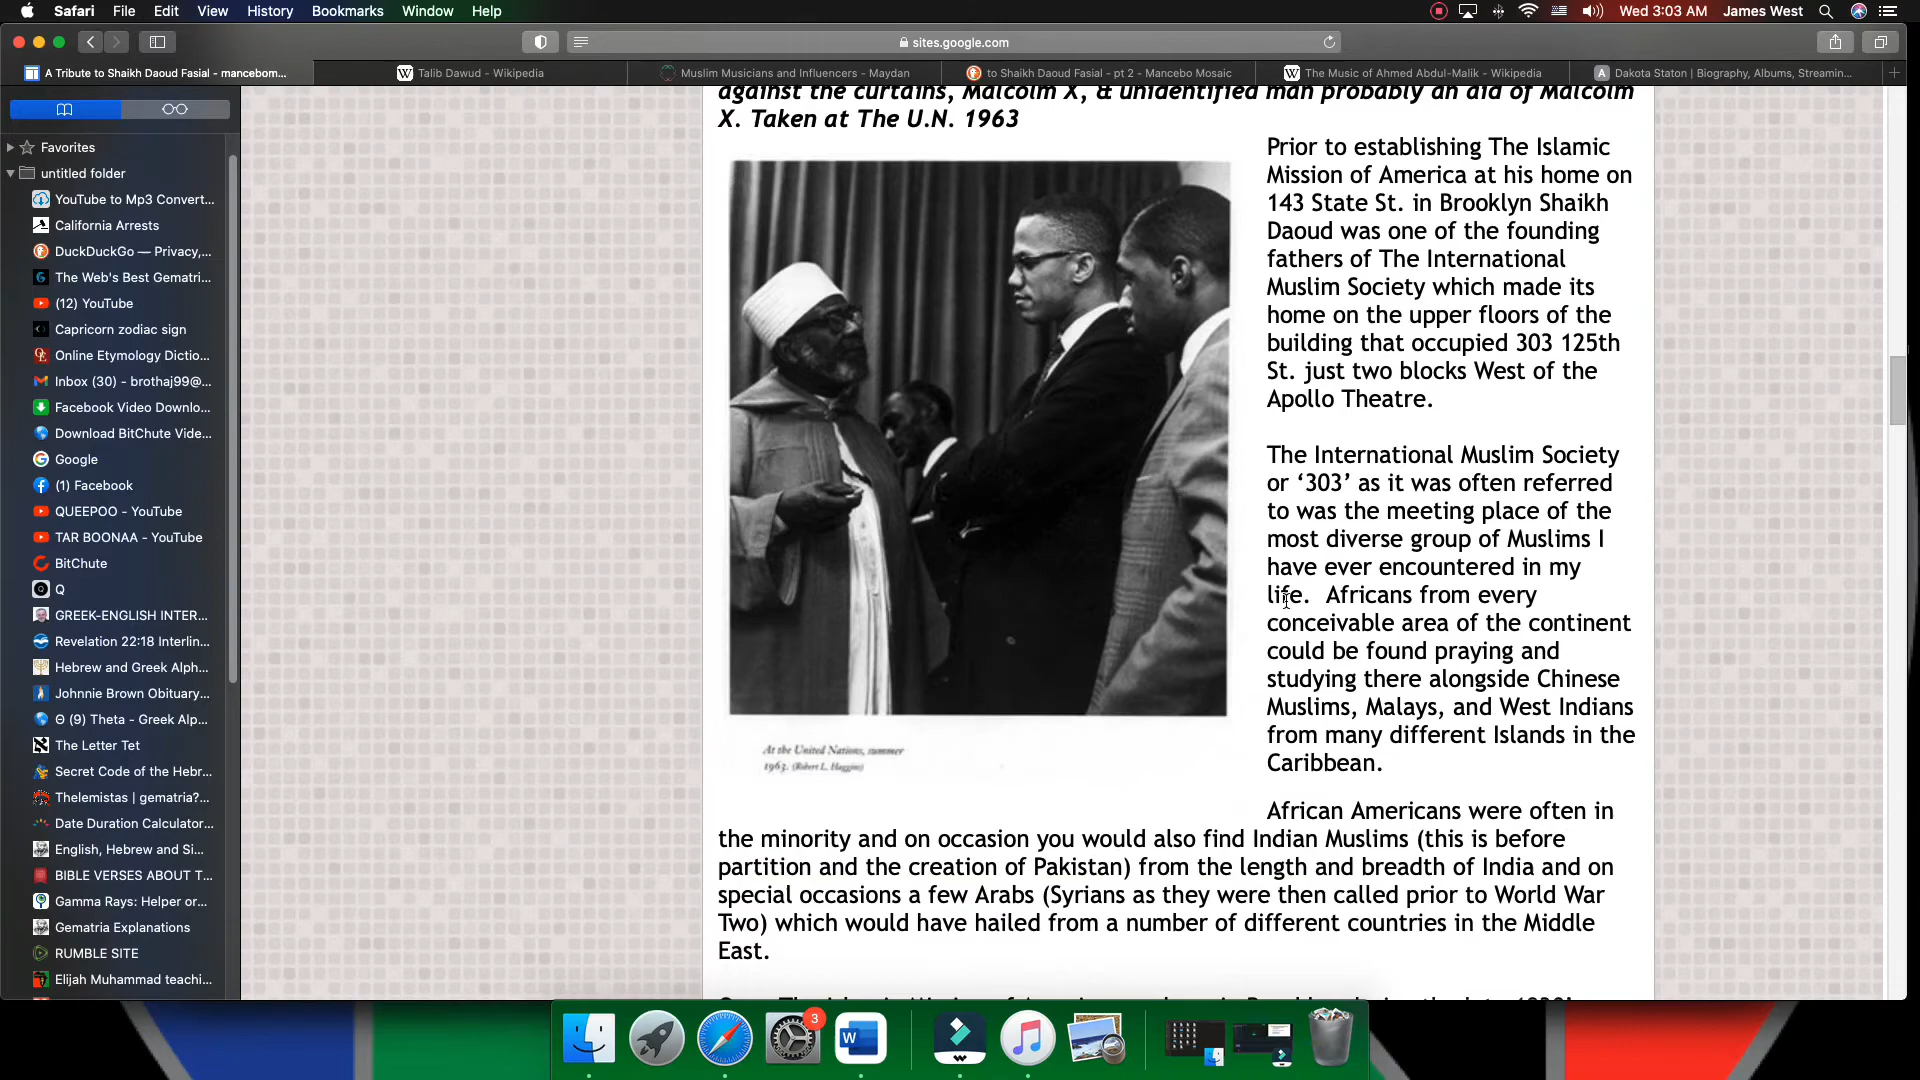 Safari File Edit View History Bookmarks Window Help
Wed 3:03 AM James West
sites.google.com
A Tribute to Shaikh Daoud Fasial - mancebom...
Talib Dawud - Wikipedia
Muslim Musicians and Influencers - Maydan
to Shaikh Daoud Fasial - pt 2 - Mancebo Mosaic
The Music of Ahmed Abdul-Malik - Wikipedia
Dakota Staton | Biography, Albums, Streamin...
Favorites
untitled folder
YouTube to Mp3 Convert...
California Arrests
DuckDuckGo — Privacy,...
The Web's Best Gematri...
(12) YouTube
Capricorn zodiac sign
Online Etymology Dictio...
Inbox (30) - brothaj99@...
Facebook Video Downlo...
Download BitChute Vide...
Google
(1) Facebook
QUEEPOO - YouTube
TAR BOONAA - YouTube
BitChute
Q
GREEK-ENGLISH INTER...
Revelation 22:18 Interlin...
Hebrew and Greek Alph...
Johnnie Brown Obituary...
Θ (9) Theta - Greek Alp...
The Letter Tet
Secret Code of the Hebr...
Thelemistas | gematria?...
Date Duration Calculator...
English, Hebrew and Si...
BIBLE VERSES ABOUT T...
Gamma Rays: Helper or...
Gematria Explanations
RUMBLE SITE
Elijah Muhammad teachi...
against the curtains, Malcolm X, & unidentified man probably an aid of Malcolm
X. Taken at The U.N. 1963
Prior to establishing The Islamic
Mission of America at his home on
143 State St. in Brooklyn Shaikh
Daoud was one of the founding
fathers of The International
Muslim Society which made its
home on the upper floors of the
building that occupied 303 125th
St. just two blocks West of the
Apollo Theatre.
The International Muslim Society
or ‘303’ as it was often referred
to was the meeting place of the
most diverse group of Muslims I
have ever encountered in my
life. Africans from every
conceivable area of the continent
could be found praying and
studying there alongside Chinese
Muslims, Malays, and West Indians
from many different Islands in the
Caribbean.
At the United Nations, summer
1963. (Robert L. Haggins)
African Americans were often in
the minority and on occasion you would also find Indian Muslims (this is before
partition and the creation of Pakistan) from the length and breadth of India and on
special occasions a few Arabs (Syrians as they were then called prior to World War
Two) which would have hailed from a number of different countries in the Middle
East.
3
W